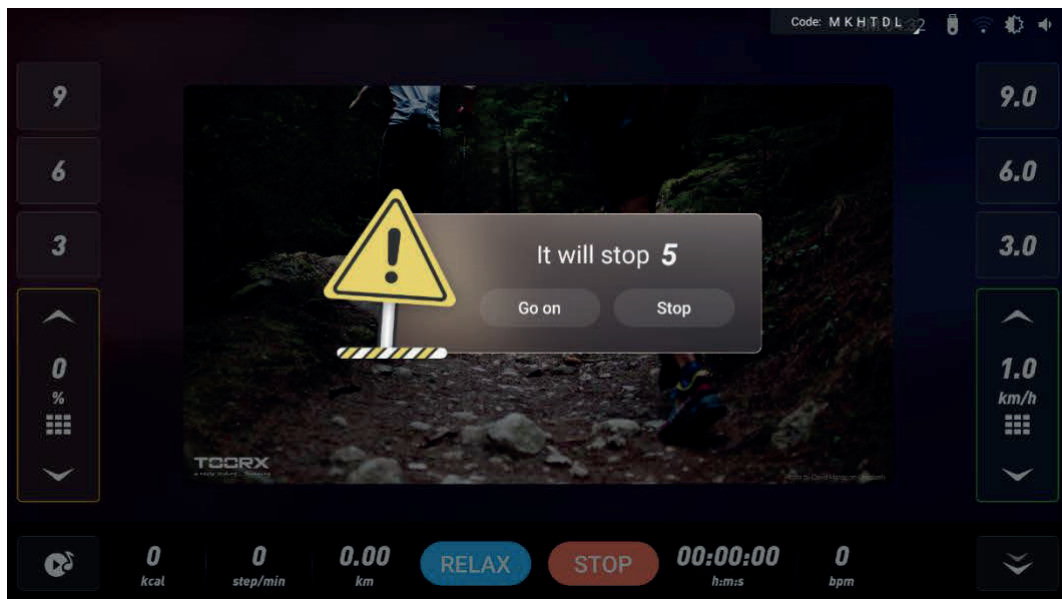 Code: M K H T D L
9
9.0
6
6.0
3
3.0
It will stop 5
Go on
Stop
0
%
1.0
km/h
TOORX
0
kcal
0
step/min
0.00
km
RELAX
STOP
00:00:00
h:m:s
0
bpm